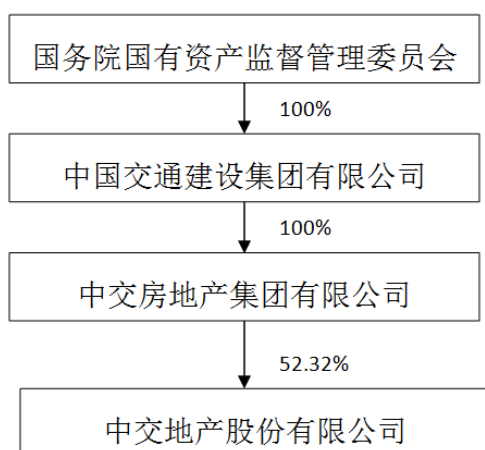 国务院国有资产监督管理委员会
100%
中国交通建设集团有限公司
100%
中交房地产集团有限公司
52.32%
中交地产股份有限公司